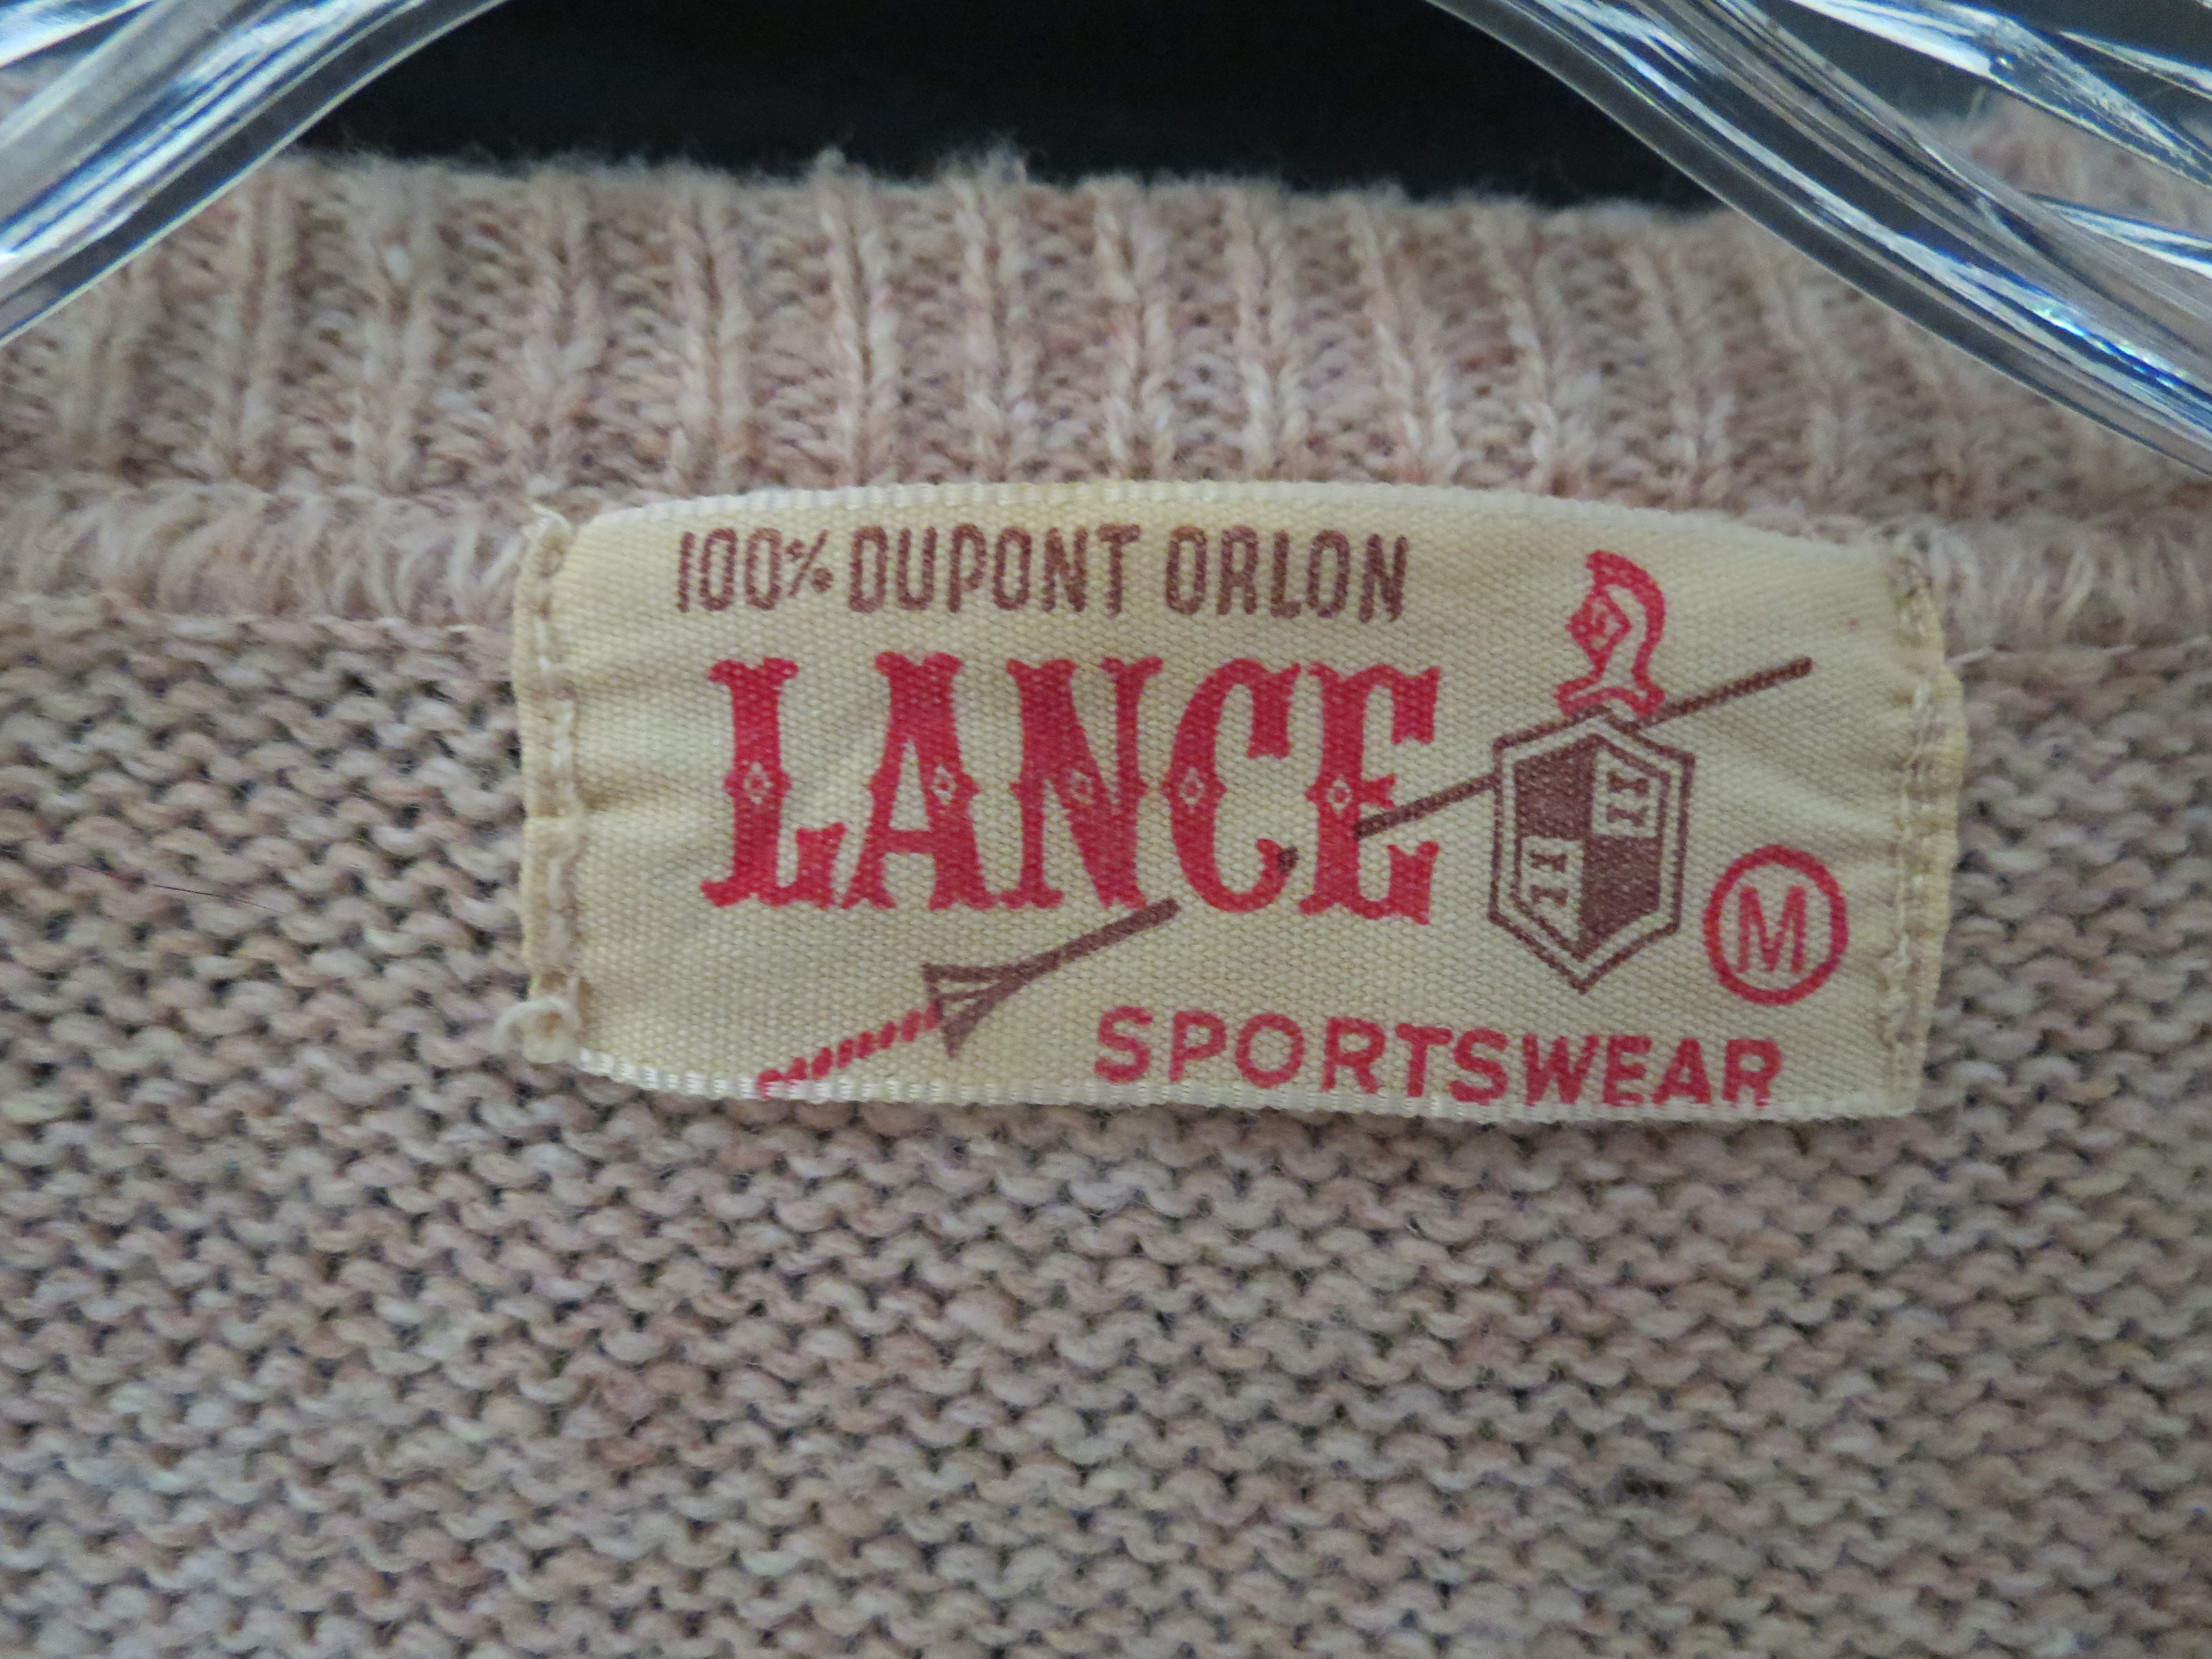 100% DUPONT ORLON
LANCE
M
SPORTSWEAR